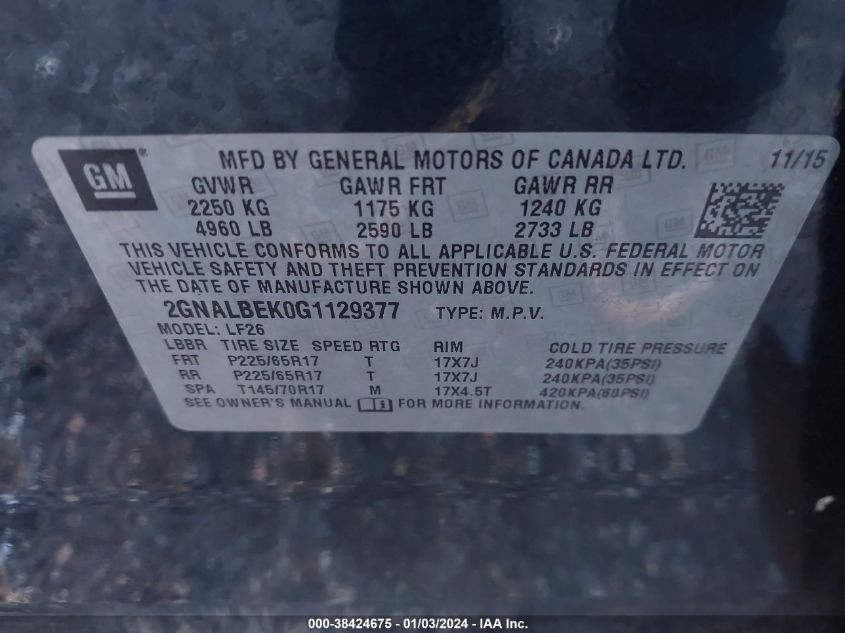 GM® MFD BY GENERAL MOTORS OF CANADA LTD. 11/15
GVWR GAWR FRT GAWR RR
2250 KG 1175 KG 1240 KG
4960 LB 2590 LB 2733 LB
THIS VEHICLE CONFORMS TO ALL APPLICABLE U.S. FEDERAL MOTOR
VEHICLE SAFETY AND THEFT PREVENTION STANDARDS IN EFFECT ON
THE DATE OF MANUFACTURE SHOWN ABOVE.
2GNALBEK0G1129377 TYPE: M.P.V.
MODEL: LF26
LBBR TIRE SIZE SPEED RTG RIM COLD TIRE PRESSURE
FRT P225/65R17 T 17X7J 240KPA(35PSI)
RR P225/65R17 T 17X7J 240KPA(35PSI)
SPA T145/70R17 M 17X4.5T 420KPA(60PSI)
SEE OWNER'S MANUAL FOR MORE INFORMATION.
000-38424675 - 01/03/2024 - IAA Inc.